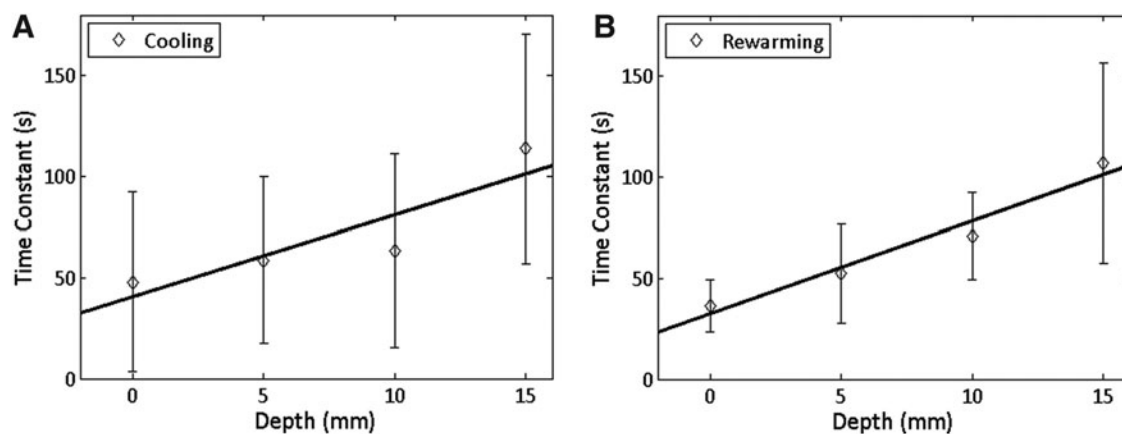 A
Cooling
Time Constant (s)
150
100
50
0
0 5 10 15
Depth (mm)
B
Rewarming
Time Constant (s)
150
100
50
0
0 5 10 15
Depth (mm)